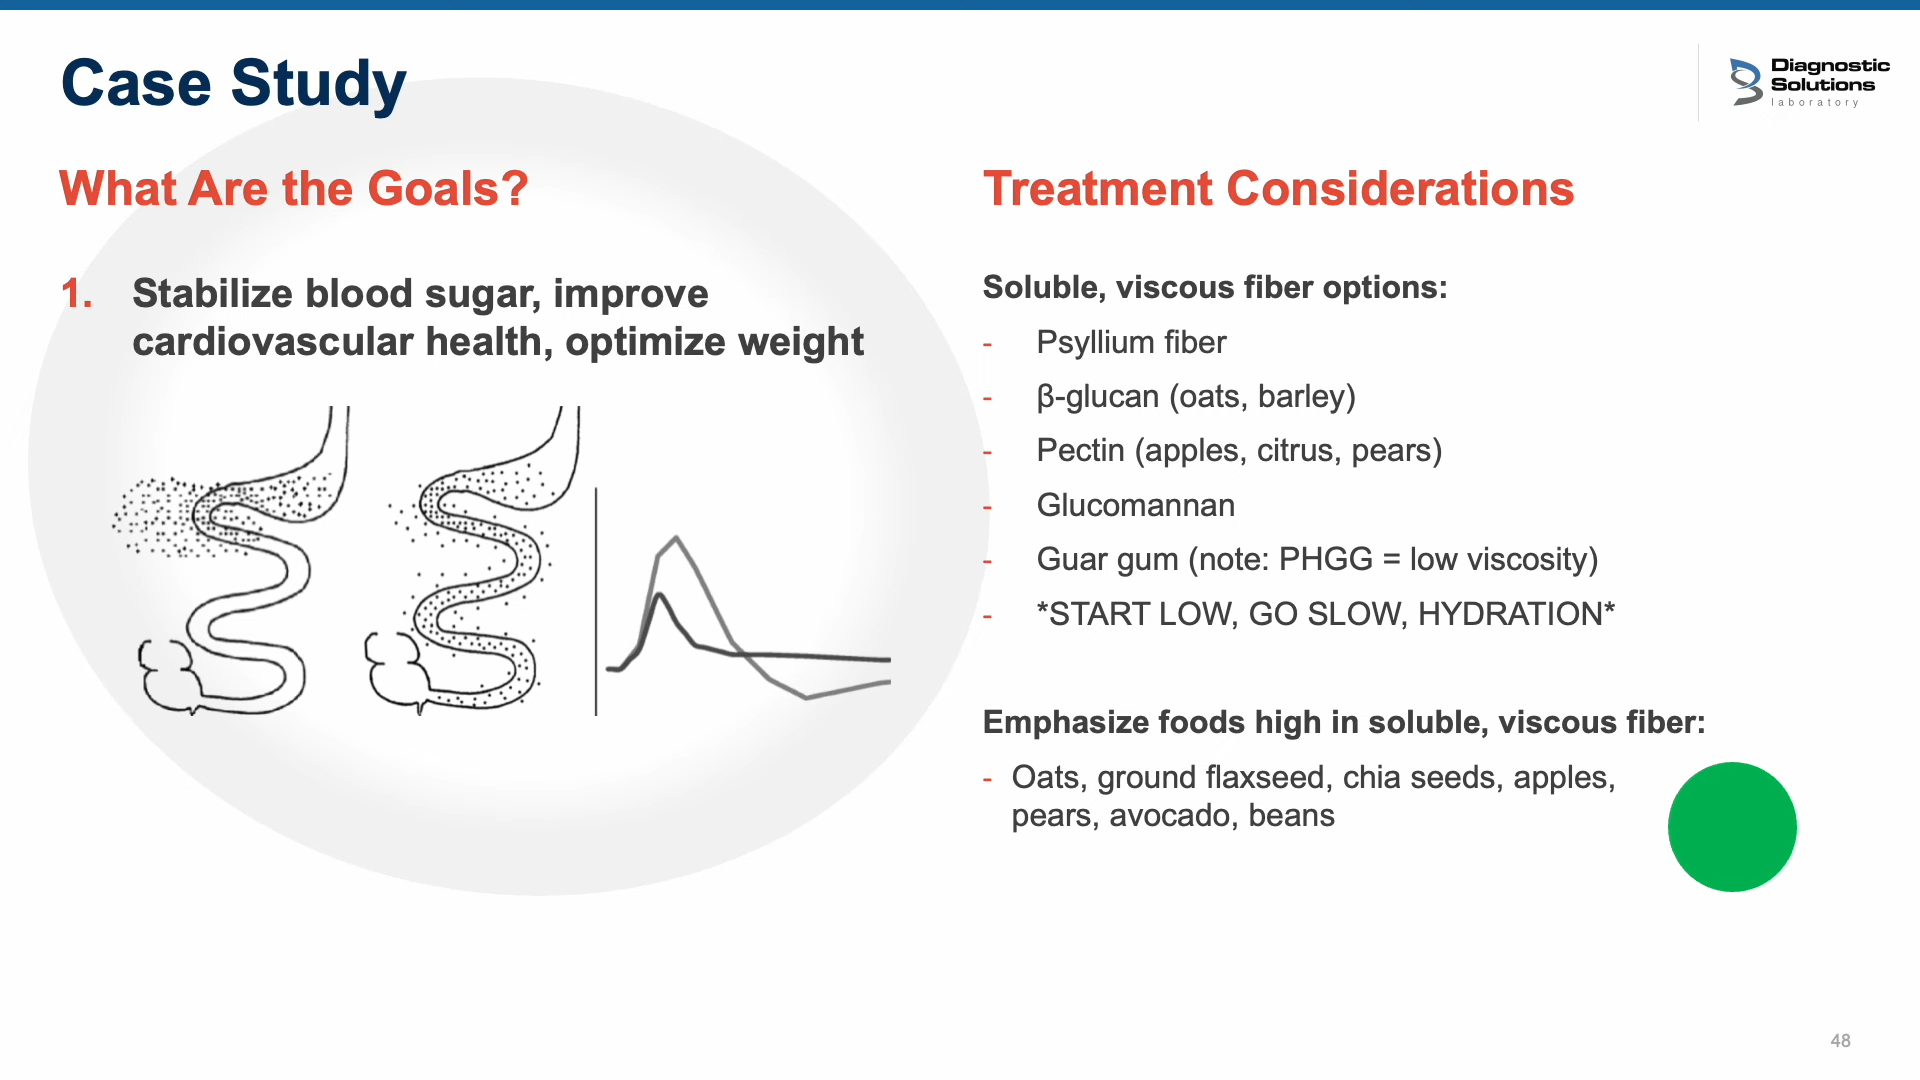 Case Study
Diagnostic
Solutions
laboratory
What Are the Goals?
1. Stabilize blood sugar, improve
cardiovascular health, optimize weight
Treatment Considerations
Soluble, viscous fiber options:
- Psyllium fiber
- β-glucan (oats, barley)
- Pectin (apples, citrus, pears)
- Glucomannan
- Guar gum (note: PHGG = low viscosity)
- *START LOW, GO SLOW, HYDRATION*
Emphasize foods high in soluble, viscous fiber:
- Oats, ground flaxseed, chia seeds, apples,
pears, avocado, beans
48